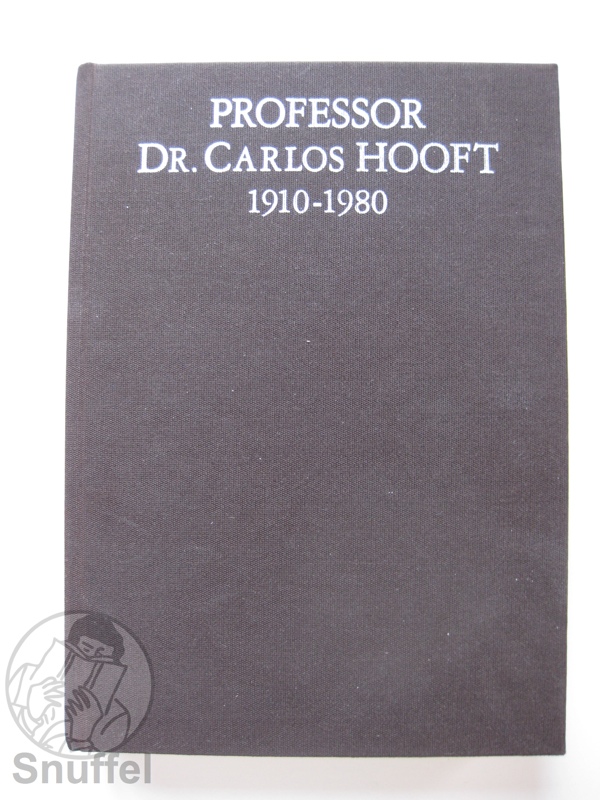 PROFESSOR
DR. CARLOS HOOFT
1910-1980
Snuffel